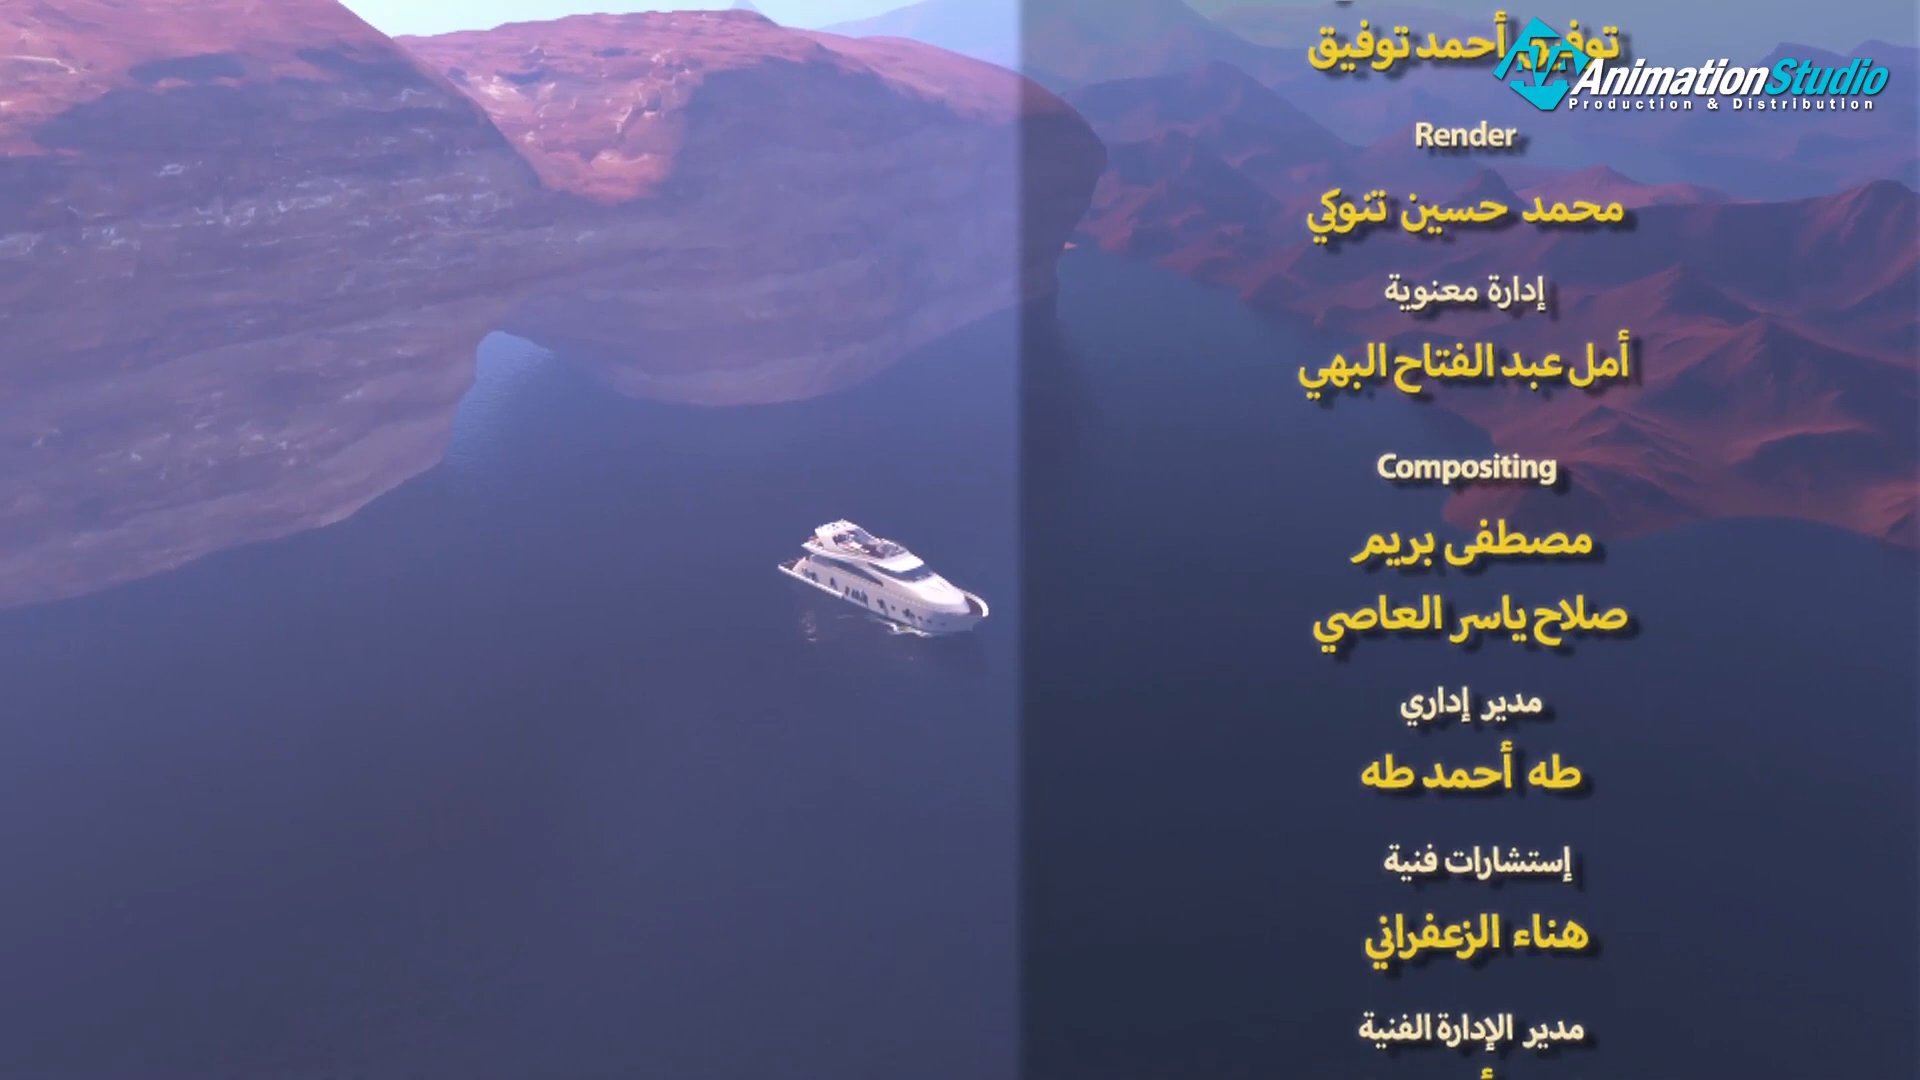 توفيق أحمد توفيق
AnimationStudio
Production & Distribution
Render
محمد حسين تنوكي
إدارة معنوية
أمل عبد الفتاح البهي
Compositing
مصطفى بريم
صلاح ياسر العاصي
مدير إداري
طه أحمد طه
إستشارات فنية
هناء الزعفراني
مدير الإدارة الفنية